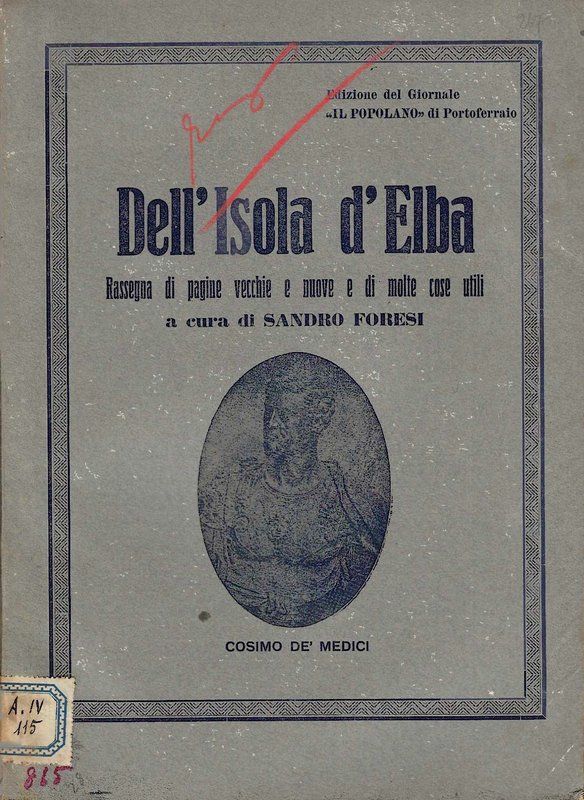 Edizione del Giornale
"IL POPOLANO" di Portoferraio
Dell'Isola d'Elba
Rassegna di pagine vecchie e nuove e di molte cose utili
a cura di SANDRO FORESI
COSIMO DE' MEDICI
A. IV
115
865